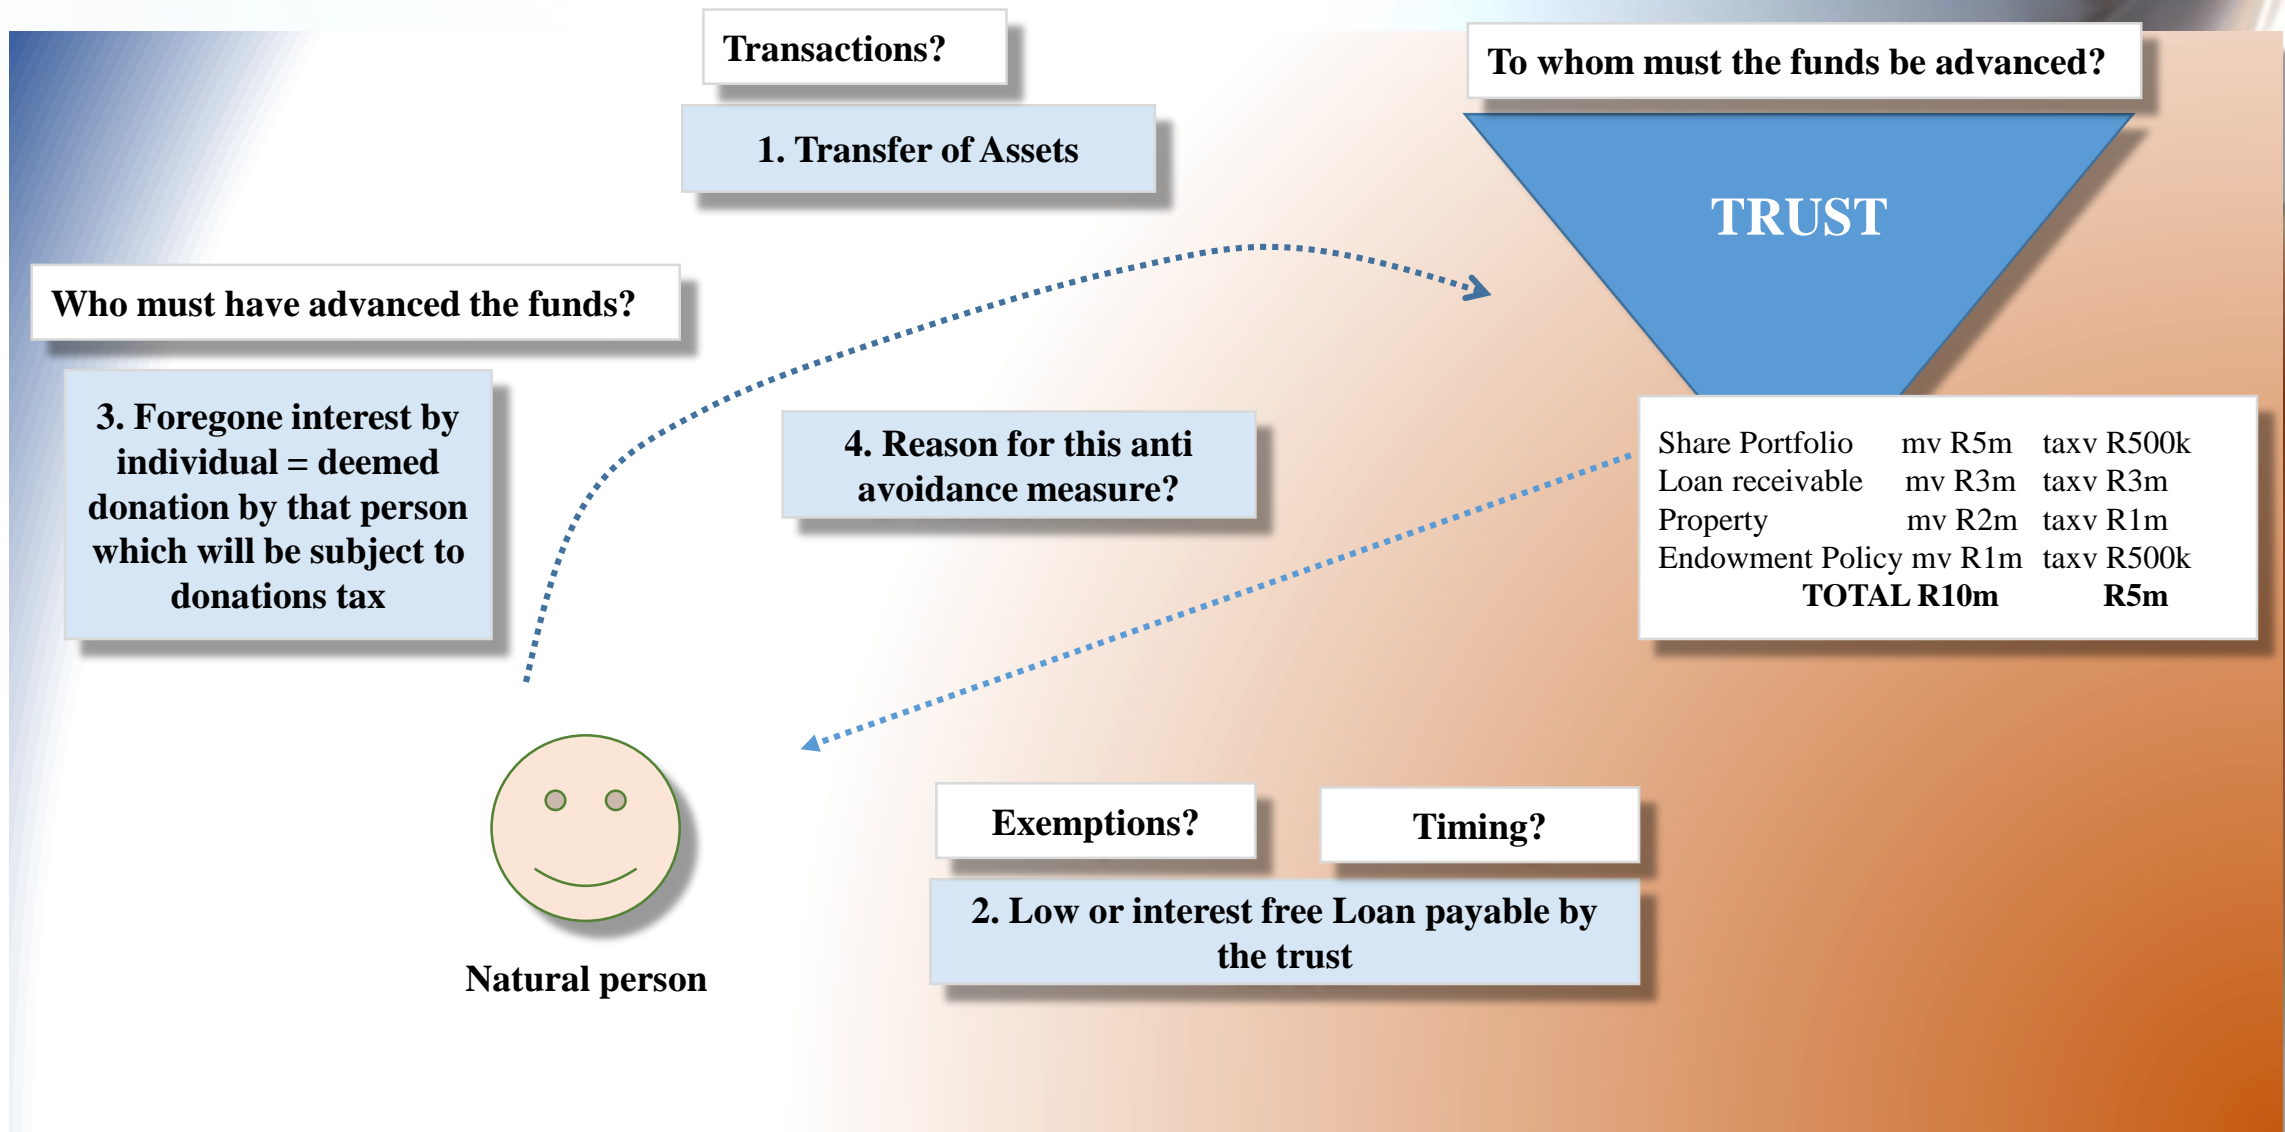 Transactions?
1. Transfer of Assets
To whom must the funds be advanced?
TRUST
Who must have advanced the funds?
3. Foregone interest by
individual = deemed
donation by that person
which will be subject to
donations tax
4. Reason for this anti
avoidance measure?
Share Portfolio mv R5m taxv R500k
Loan receivable mv R3m taxv R3m
Property mv R2m taxv R1m
Endowment Policy mv R1m taxv R500k
TOTAL R10m R5m
Exemptions?
Timing?
2. Low or interest free Loan payable by
the trust
Natural person